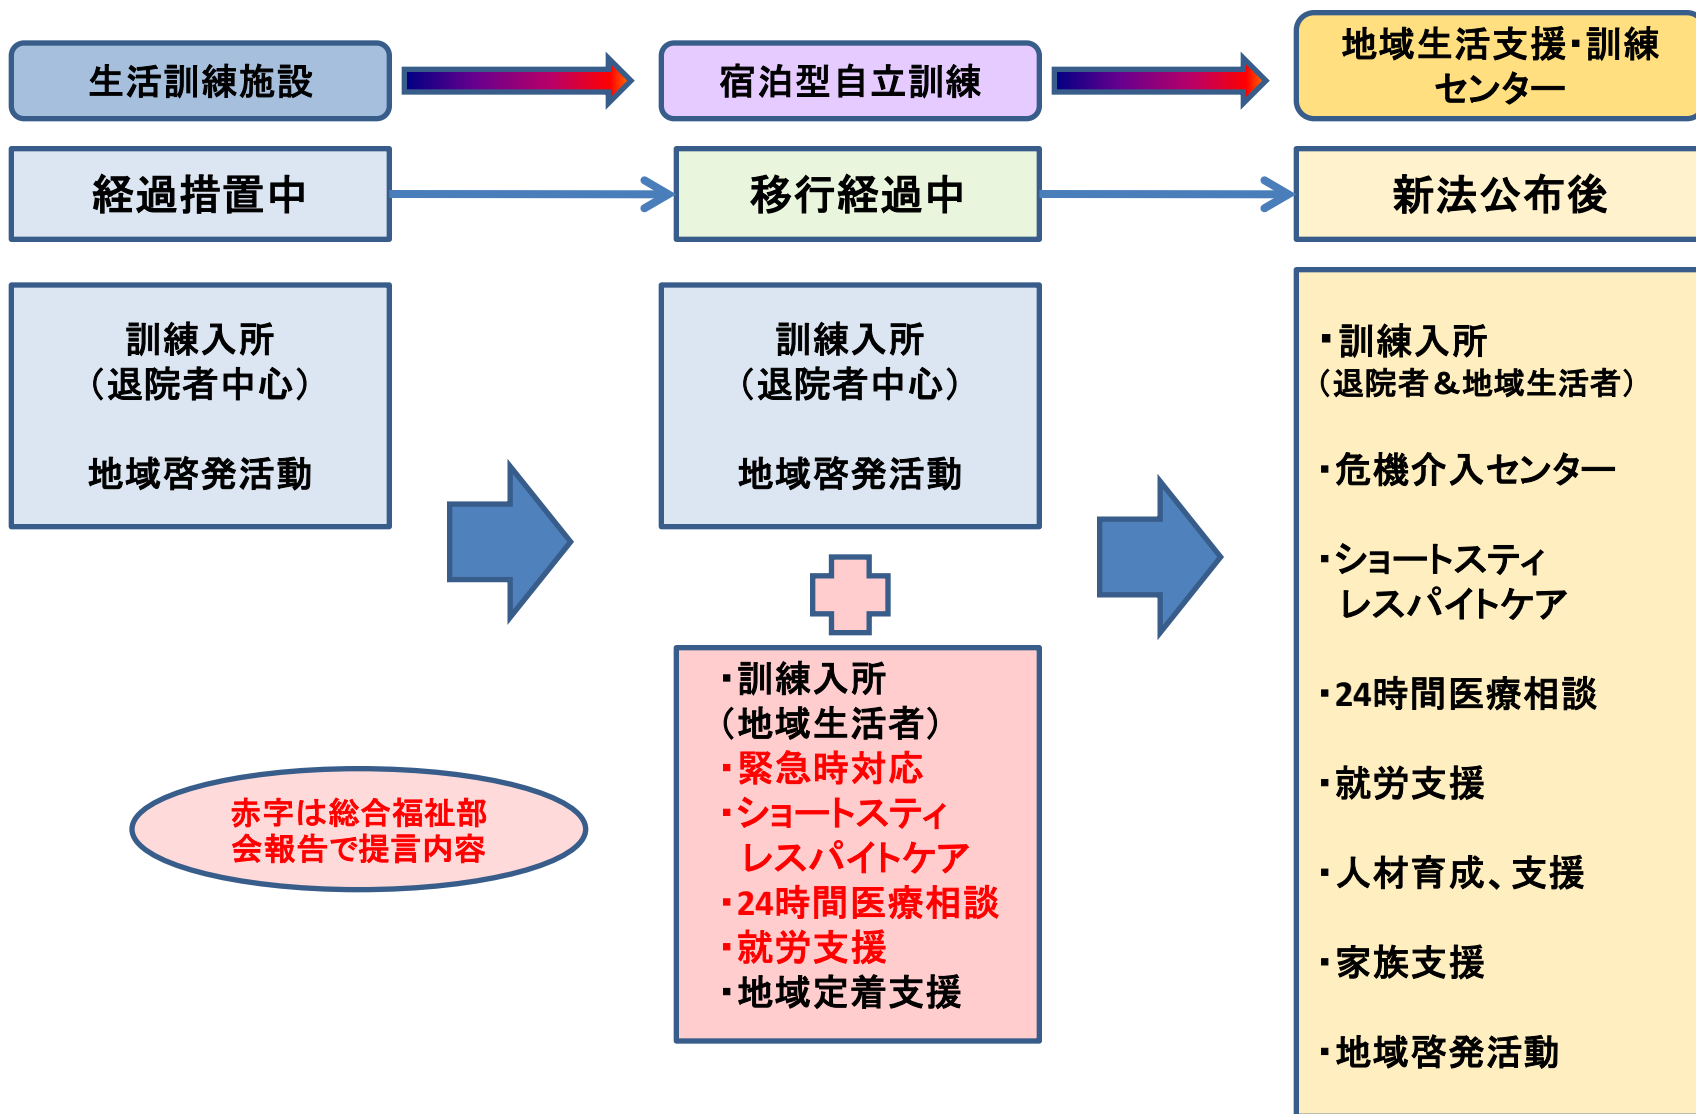 生活訓練施設
宿泊型自立訓練
地域生活支援・訓練
センター
経過措置中
移行経過中
新法公布後
訓練入所
（退院者中心）
地域啓発活動
訓練入所
（退院者中心）
地域啓発活動
・訓練入所
（地域生活者）
・緊急時対応
・ショートスティ
レスパイトケア
・24時間医療相談
・就労支援
・地域定着支援
赤字は総合福祉部
会報告で提言内容
・訓練入所
（退院者＆地域生活者）
・危機介入センター
・ショートスティ
レスパイトケア
・24時間医療相談
・就労支援
・人材育成、支援
・家族支援
・地域啓発活動